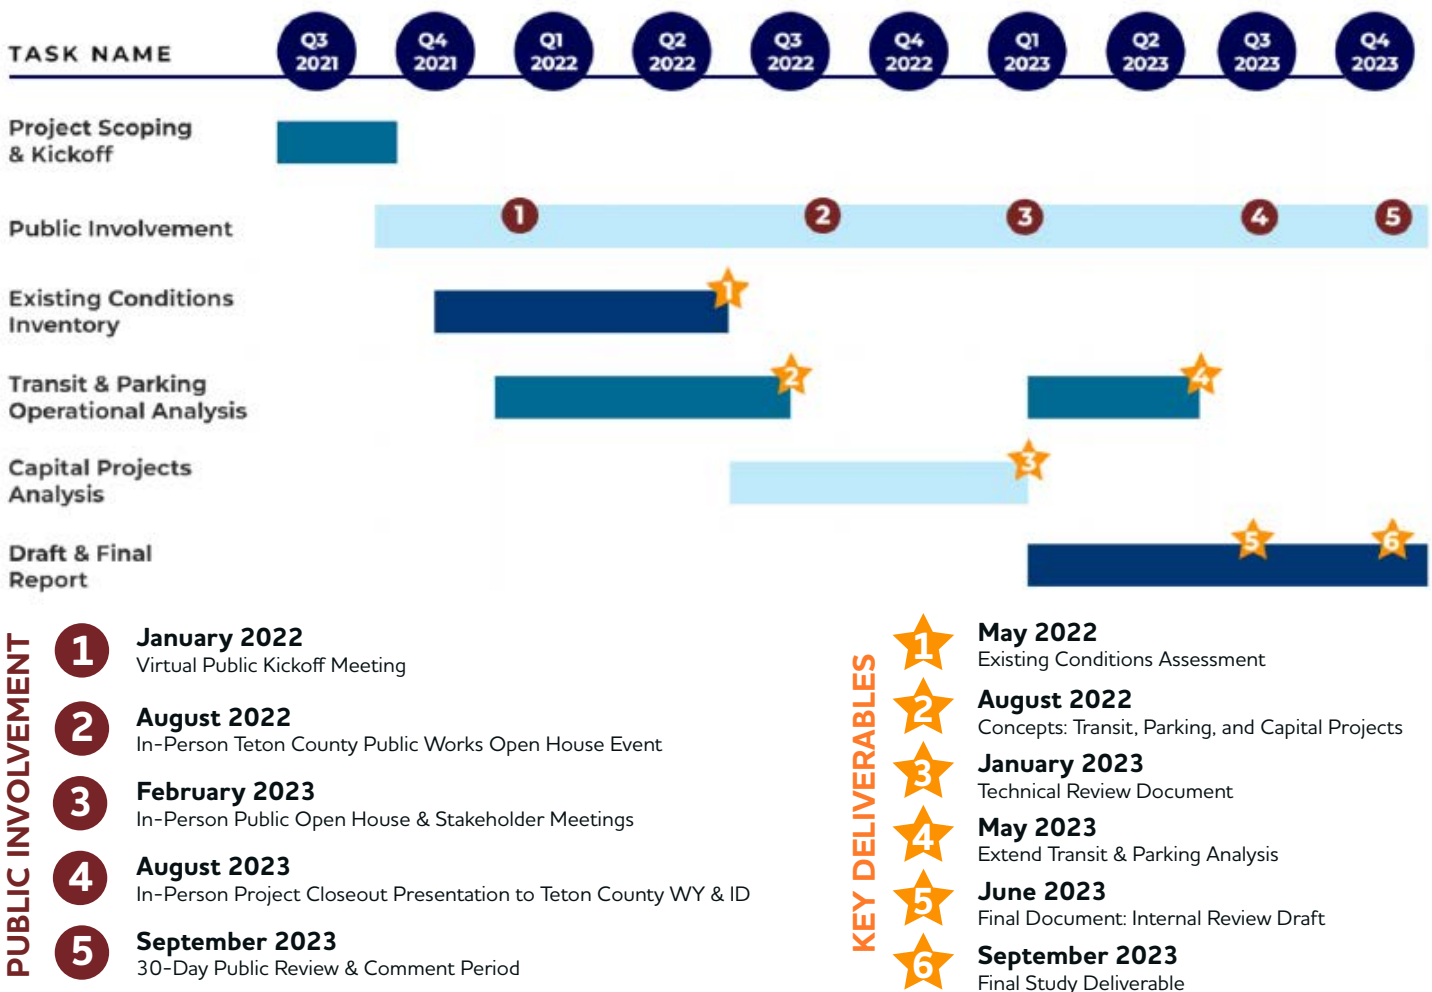 TASK NAME
Q3
2021
Q4
2021
Q1
2022
Q2
2022
Q3
2022
Q4
2022
Q1
2023
Q2
2023
Q3
2023
Q4
2023
Project Scoping
& Kickoff
Public Involvement
1
2
3
4
5
Existing Conditions
Inventory
1
Transit & Parking
Operational Analysis
2
4
Capital Projects
Analysis
3
Draft & Final
Report
5
6
PUBLIC INVOLVEMENT
1
January 2022
Virtual Public Kickoff Meeting
2
August 2022
In-Person Teton County Public Works Open House Event
3
February 2023
In-Person Public Open House & Stakeholder Meetings
4
August 2023
In-Person Project Closeout Presentation to Teton County WY & ID
5
September 2023
30-Day Public Review & Comment Period
KEY DELIVERABLES
1
May 2022
Existing Conditions Assessment
2
August 2022
Concepts: Transit, Parking, and Capital Projects
3
January 2023
Technical Review Document
4
May 2023
Extend Transit & Parking Analysis
5
June 2023
Final Document: Internal Review Draft
6
September 2023
Final Study Deliverable